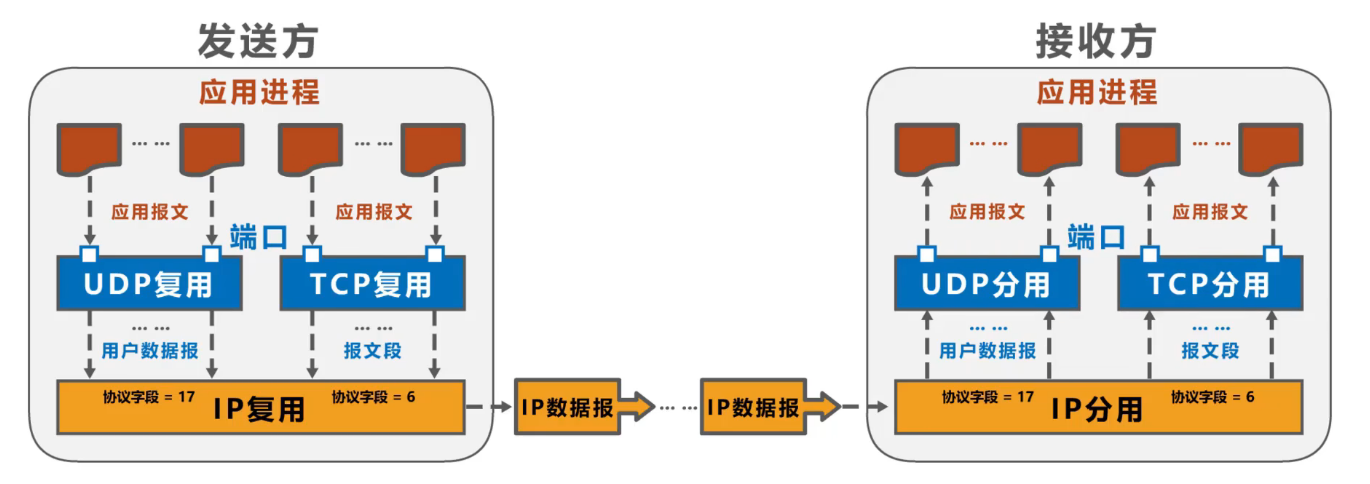 发送方
接收方
应用进程
应用进程
... ...
... ...
... ...
... ...
应用报文
应用报文
应用报文
应用报文
端口
端口
UDP复用
TCP复用
UDP分用
TCP分用
... ...
... ...
... ...
... ...
用户数据报
报文段
用户数据报
报文段
协议字段 = 17
协议字段 = 6
IP复用
IP数据报
... ...
IP数据报
协议字段 = 17
协议字段 = 6
IP分用